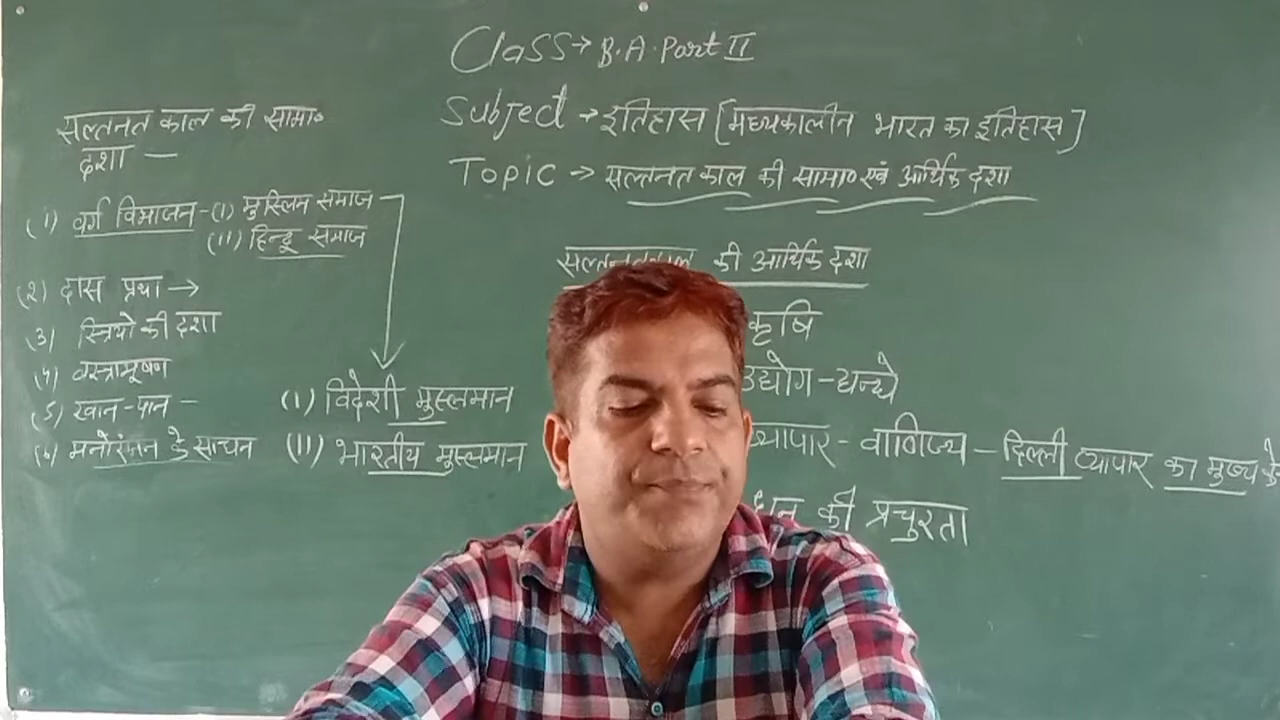 Class → B.A. Part II
Subject → इतिहास [मध्यकालीन भारत का इतिहास]
Topic → सल्तनत काल की सामा० एवं आर्थिक दशा
सल्तनत काल की सामा०
दशा —
(1) वर्ग विभाजन - (i) मुस्लिम समाज
(ii) हिन्दू समाज
(2) दास प्रथा →
(3) स्त्रियो की दशा
(4) वस्त्राभूषण
(5) खान-पान -
(6) मनोरंजन के साधन
(i) विदेशी मुस्लमान
(ii) भारतीय मुस्लमान
की आर्थिक दशा
कृषि
उद्योग-धन्धे
व्यापार - वाणिज्य - दिल्ली व्यापार का मुख्य
धन की प्रचुरता